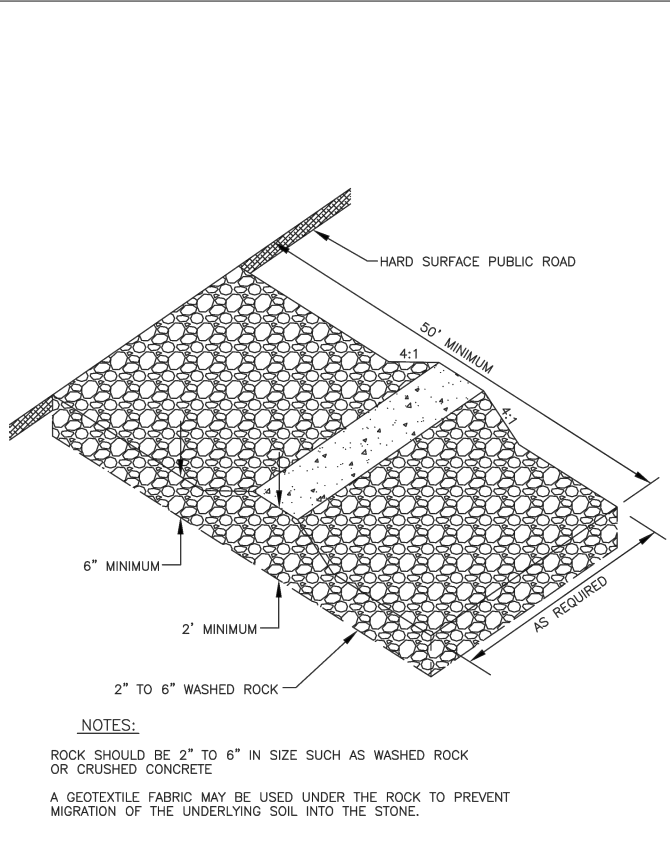 HARD SURFACE PUBLIC ROAD
50' MINIMUM
4:1
4:1
6” MINIMUM
2' MINIMUM
AS REQUIRED
2” TO 6” WASHED ROCK
NOTES:
ROCK SHOULD BE 2” TO 6” IN SIZE SUCH AS WASHED ROCK
OR CRUSHED CONCRETE
A GEOTEXTILE FABRIC MAY BE USED UNDER THE ROCK TO PREVENT
MIGRATION OF THE UNDERLYING SOIL INTO THE STONE.